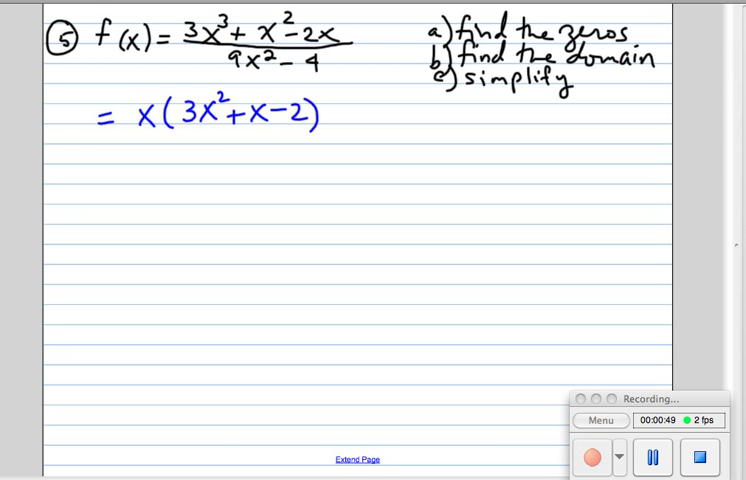 ⑤ f(x) = (3x³ + x² - 2x)/(9x² - 4)
a) find the zeros
b) find the domain
c) simplify
= x(3x² + x - 2)
Recording...
Menu
00:00:49 2 fps
Extend Page